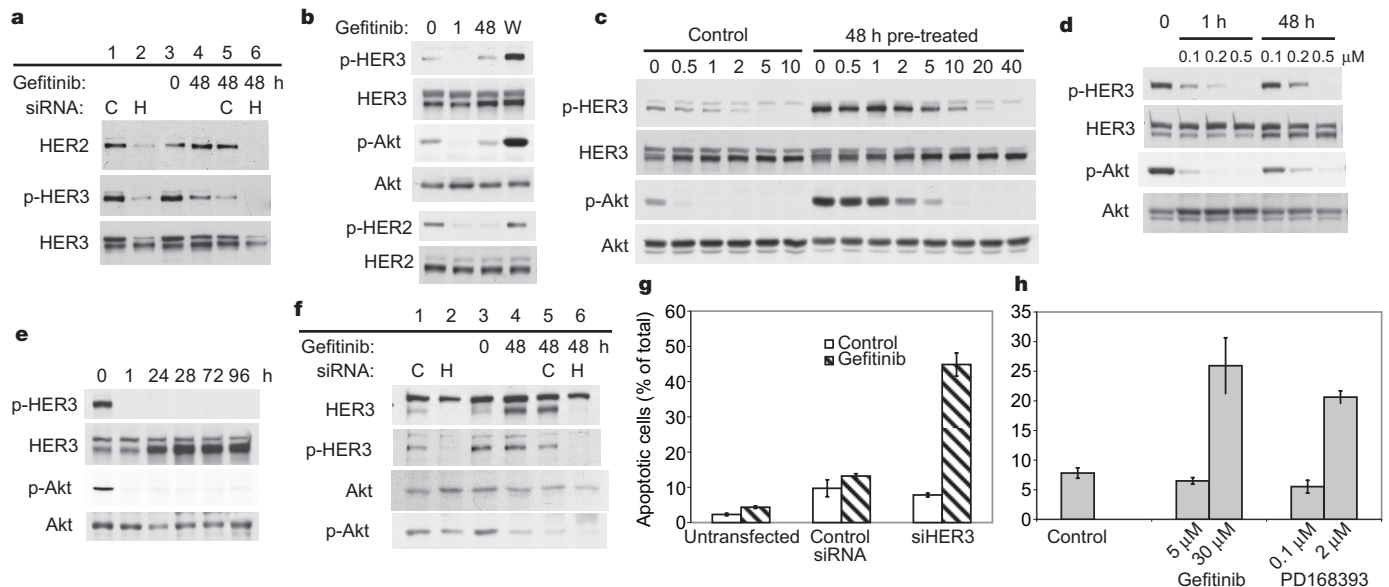 a
1 2 3 4 5 6
Gefitinib: 0 48 48 48 h
siRNA: C H C H
HER2
p-HER3
HER3
b
Gefitinib: 0 1 48 W
p-HER3
HER3
p-Akt
Akt
p-HER2
HER2
c
Control 48 h pre-treated
0 0.5 1 2 5 10 0 0.5 1 2 5 10 20 40
p-HER3
HER3
p-Akt
Akt
d
0 1 h 48 h
0.1 0.2 0.5 0.1 0.2 0.5 μM
p-HER3
HER3
p-Akt
Akt
e
0 1 24 28 72 96 h
p-HER3
HER3
p-Akt
Akt
f
1 2 3 4 5 6
Gefitinib: 0 48 48 48 h
siRNA: C H C H
HER3
p-HER3
Akt
p-Akt
g
Apoptotic cells (% of total)
60
50
40
30
20
10
0
Control
Gefitinib
Untransfected Control siRNA siHER3
h
35
30
25
20
15
10
5
0
Control 5 μM 30 μM 0.1 μM 2 μM
Gefitinib PD168393